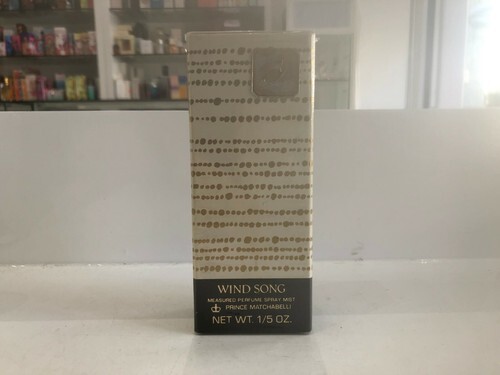 WIND SONG
MEASURED PERFUME SPRAY MIST
PRINCE MATCHABELLI
NET WT. 1/5 OZ.